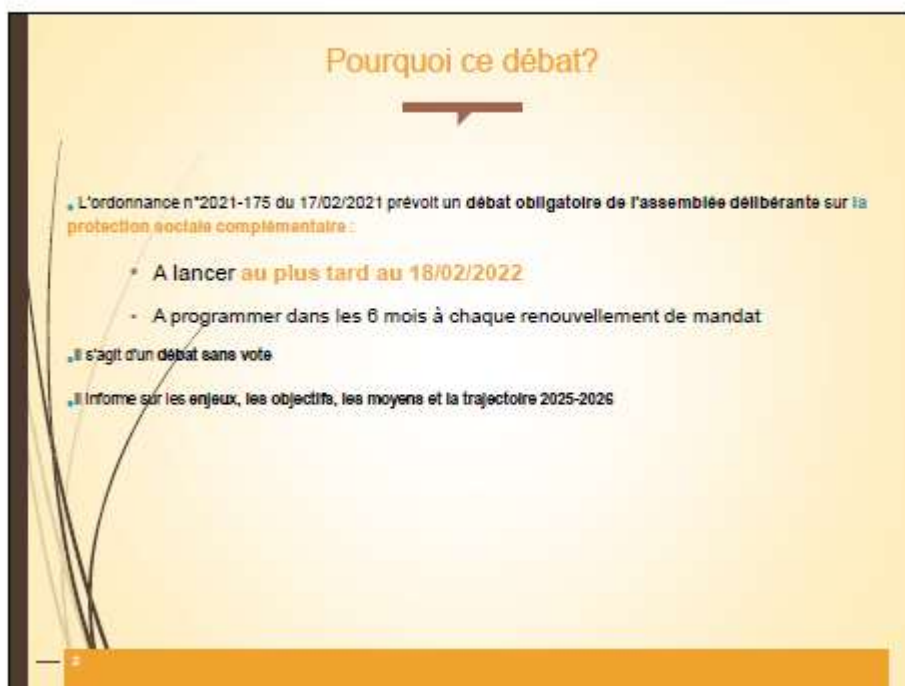 Pourquoi ce débat?
L'ordonnance n°2021-175 du 17/02/2021 prévoit un débat obligatoire de l'assemblée délibérante sur la
protection sociale complémentaire :
• A lancer au plus tard au 18/02/2022
• A programmer dans les 6 mois à chaque renouvellement de mandat
Il s'agit d'un débat sans vote
Il informe sur les enjeux, les objectifs, les moyens et la trajectoire 2025-2026